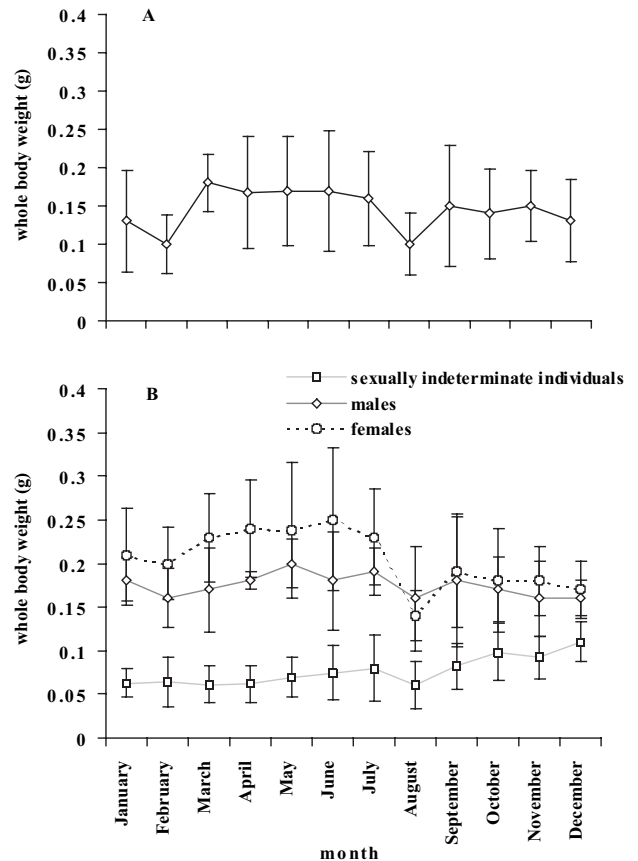 A
0.4
0.35
0.3
0.25
0.2
0.15
0.1
0.05
0
whole body weight (g)
B
sexually indeterminate individuals
males
females
0.4
0.35
0.3
0.25
0.2
0.15
0.1
0.05
0
whole body weight (g)
January
February
March
April
May
June
July
August
September
October
November
December
month